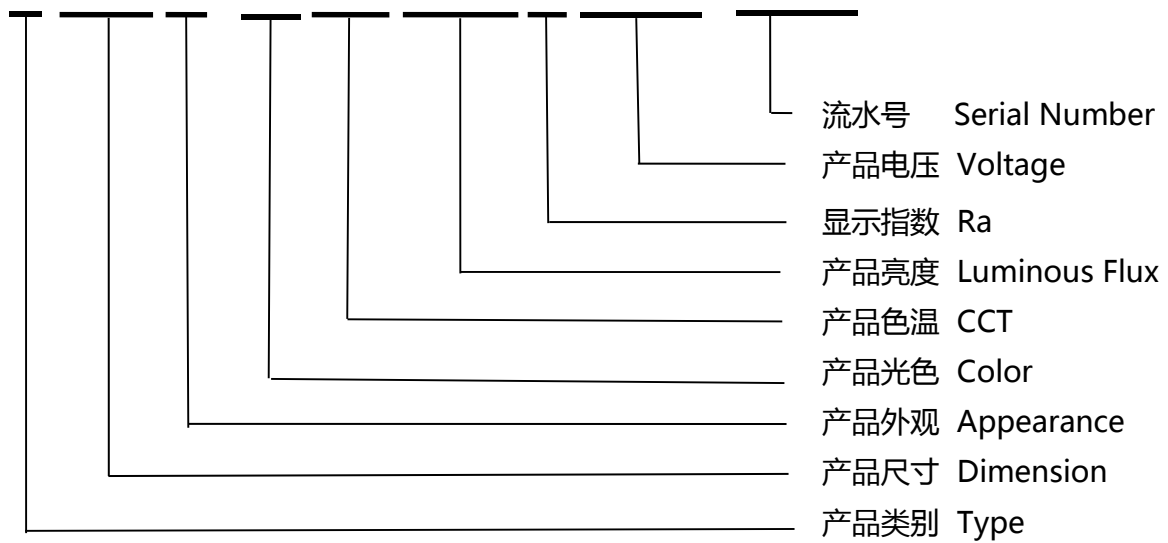 流水号 Serial Number
产品电压 Voltage
显示指数 Ra
产品亮度 Luminous Flux
产品色温 CCT
产品光色 Color
产品外观 Appearance
产品尺寸 Dimension
产品类别 Type